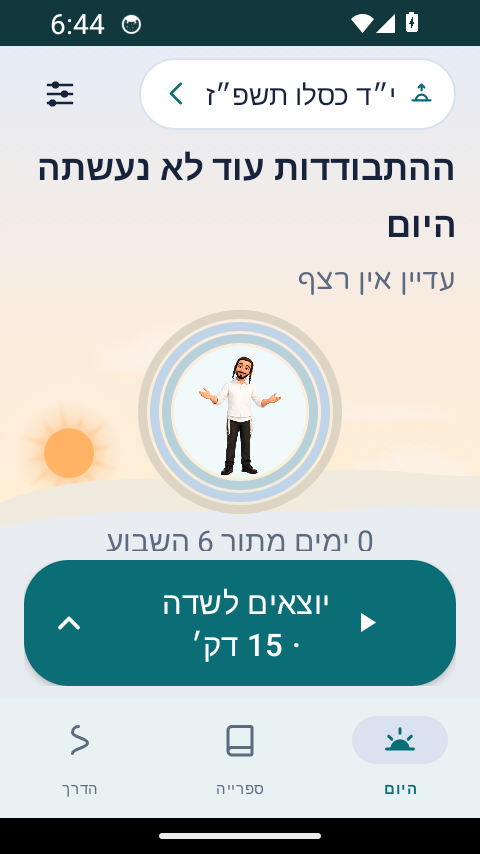 6:44
י״ד כסלו תשפ״ז
ההתבודדות עוד לא נעשתה
היום
עדיין אין רצף
0 ימים מתוך 6 השבוע
יוצאים לשדה
· 15 דק׳
היום
ספרייה
הדרך